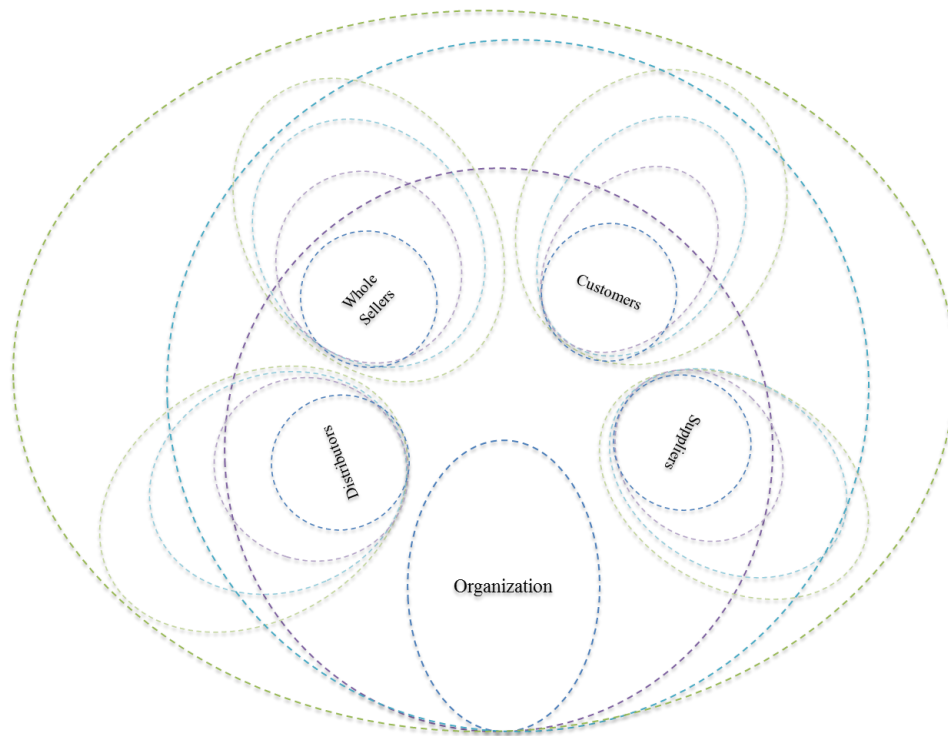 Whole
Sellers
Customers
Distributors
Suppliers
Organization